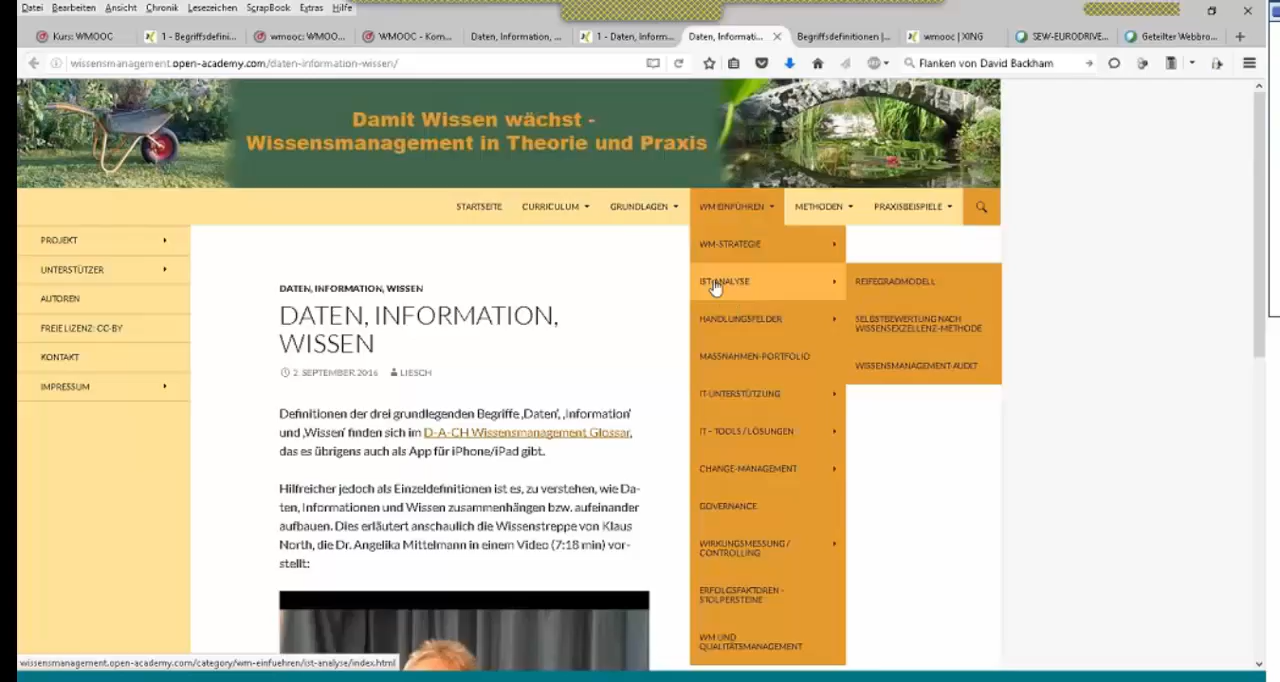 Datei Bearbeiten Ansicht Chronik Lesezeichen ScrapBook Extras Hilfe
Kurs: WMOOC
1 - Begriffsdefini...
wmooc: WMOO...
WMOOC - Kom...
Daten, Information, ...
1 - Daten, Inform...
Daten, Informati...
Begriffsdefinitionen |...
wmooc | XING
SEW-EURODRIVE...
Geteilter Webbro...
wissensmanagement.open-academy.com/daten-information-wissen/
Flanken von David Backham
Damit Wissen wächst -
Wissensmanagement in Theorie und Praxis
STARTSEITE
CURRICULUM
GRUNDLAGEN
WM EINFÜHREN
METHODEN
PRAXISBEISPIELE
PROJEKT
UNTERSTÜTZER
AUTOREN
FREIE LIZENZ: CC-BY
KONTAKT
IMPRESSUM
DATEN, INFORMATION, WISSEN
DATEN, INFORMATION,
WISSEN
2. SEPTEMBER 2016 LIESCH
Definitionen der drei grundlegenden Begriffe ‚Daten', ‚Information'
und ‚Wissen' finden sich im D-A-CH Wissensmanagement Glossar,
das es übrigens auch als App für iPhone/iPad gibt.
Hilfreicher jedoch als Einzeldefinitionen ist es, zu verstehen, wie Da-
ten, Informationen und Wissen zusammenhängen bzw. aufeinander
aufbauen. Dies erläutert anschaulich die Wissenstreppe von Klaus
North, die Dr. Angelika Mittelmann in einem Video (7:18 min) vor-
stellt:
WM-STRATEGIE
IST-ANALYSE
HANDLUNGSFELDER
MASSNAHMEN-PORTFOLIO
IT-UNTERSTÜTZUNG
IT – TOOLS / LÖSUNGEN
CHANGE-MANAGEMENT
GOVERNANCE
WIRKUNGSMESSUNG /
CONTROLLING
ERFOLGSFAKTOREN -
STOLPERSTEINE
WM UND
QUALITÄTSMANAGEMENT
REIFEGRADMODELL
SELBSTBEWERTUNG NACH
WISSENSEXZELLENZ-METHODE
WISSENSMANAGEMENT-AUDIT
wissensmanagement.open-academy.com/category/wm-einfuehren/ist-analyse/index.html